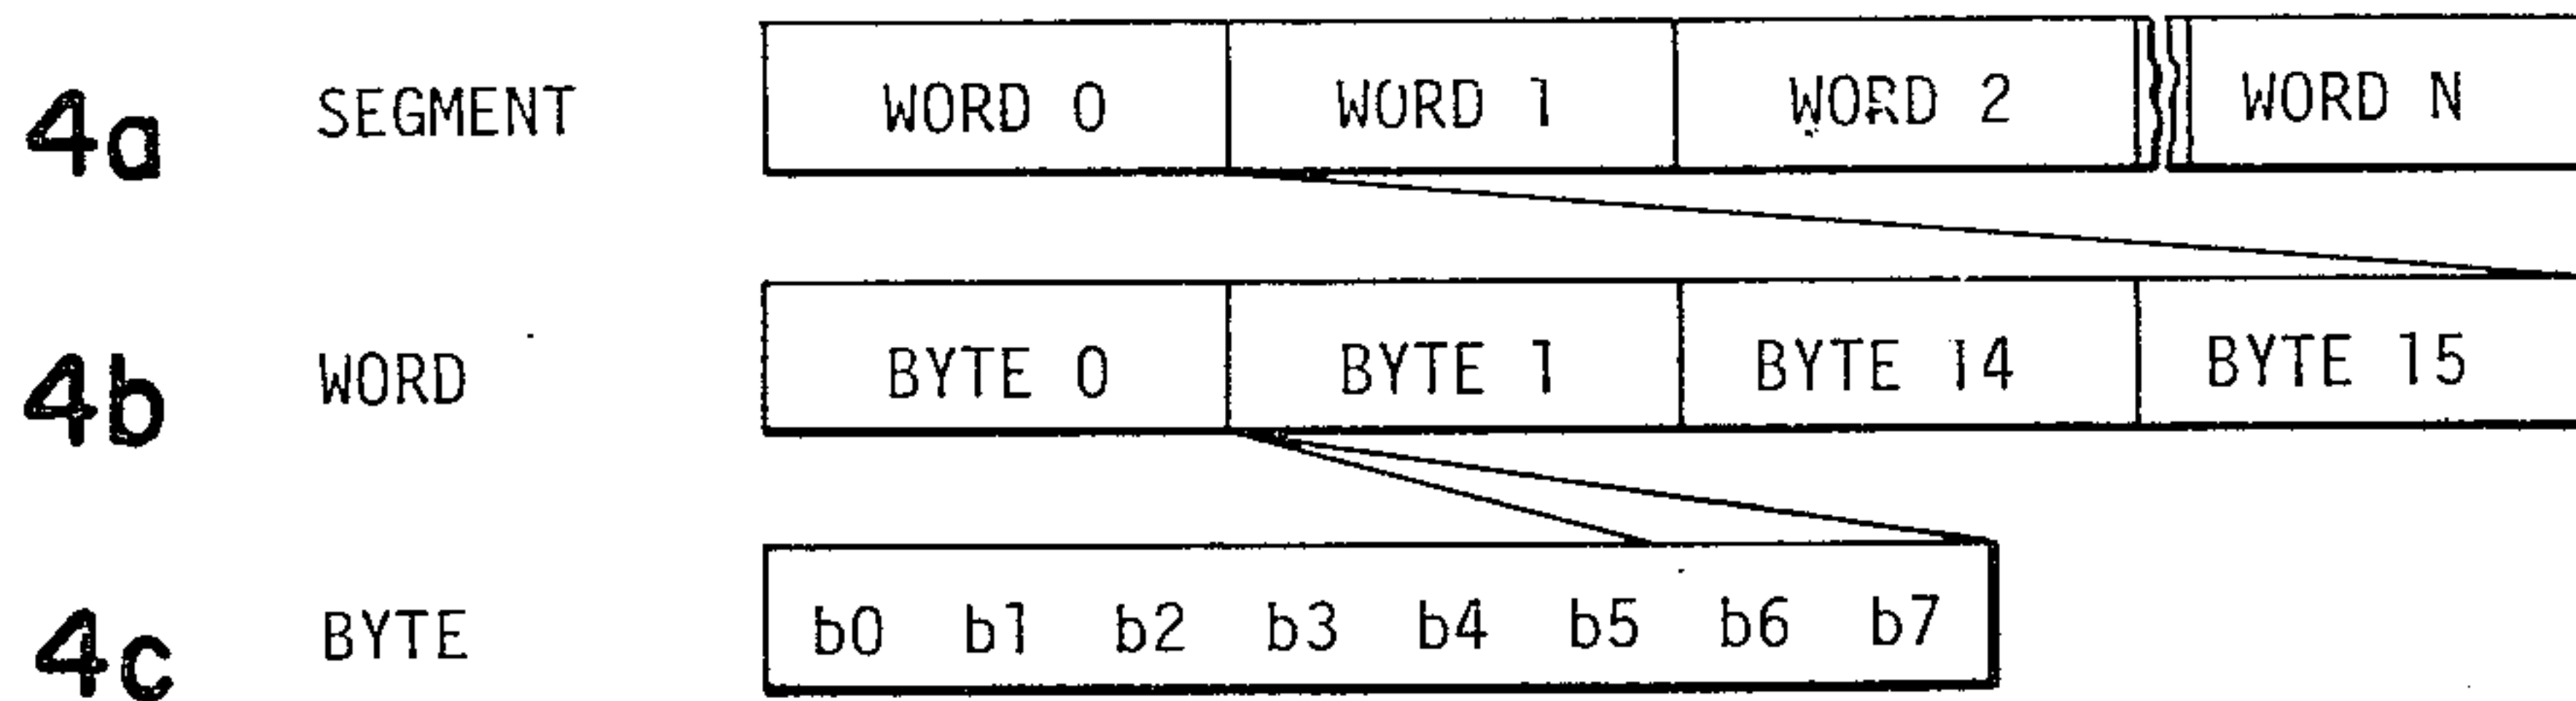 4a SEGMENT WORD 0 WORD 1 WORD 2 WORD N
4b WORD BYTE 0 BYTE 1 BYTE 14 BYTE 15
4c BYTE b0 b1 b2 b3 b4 b5 b6 b7